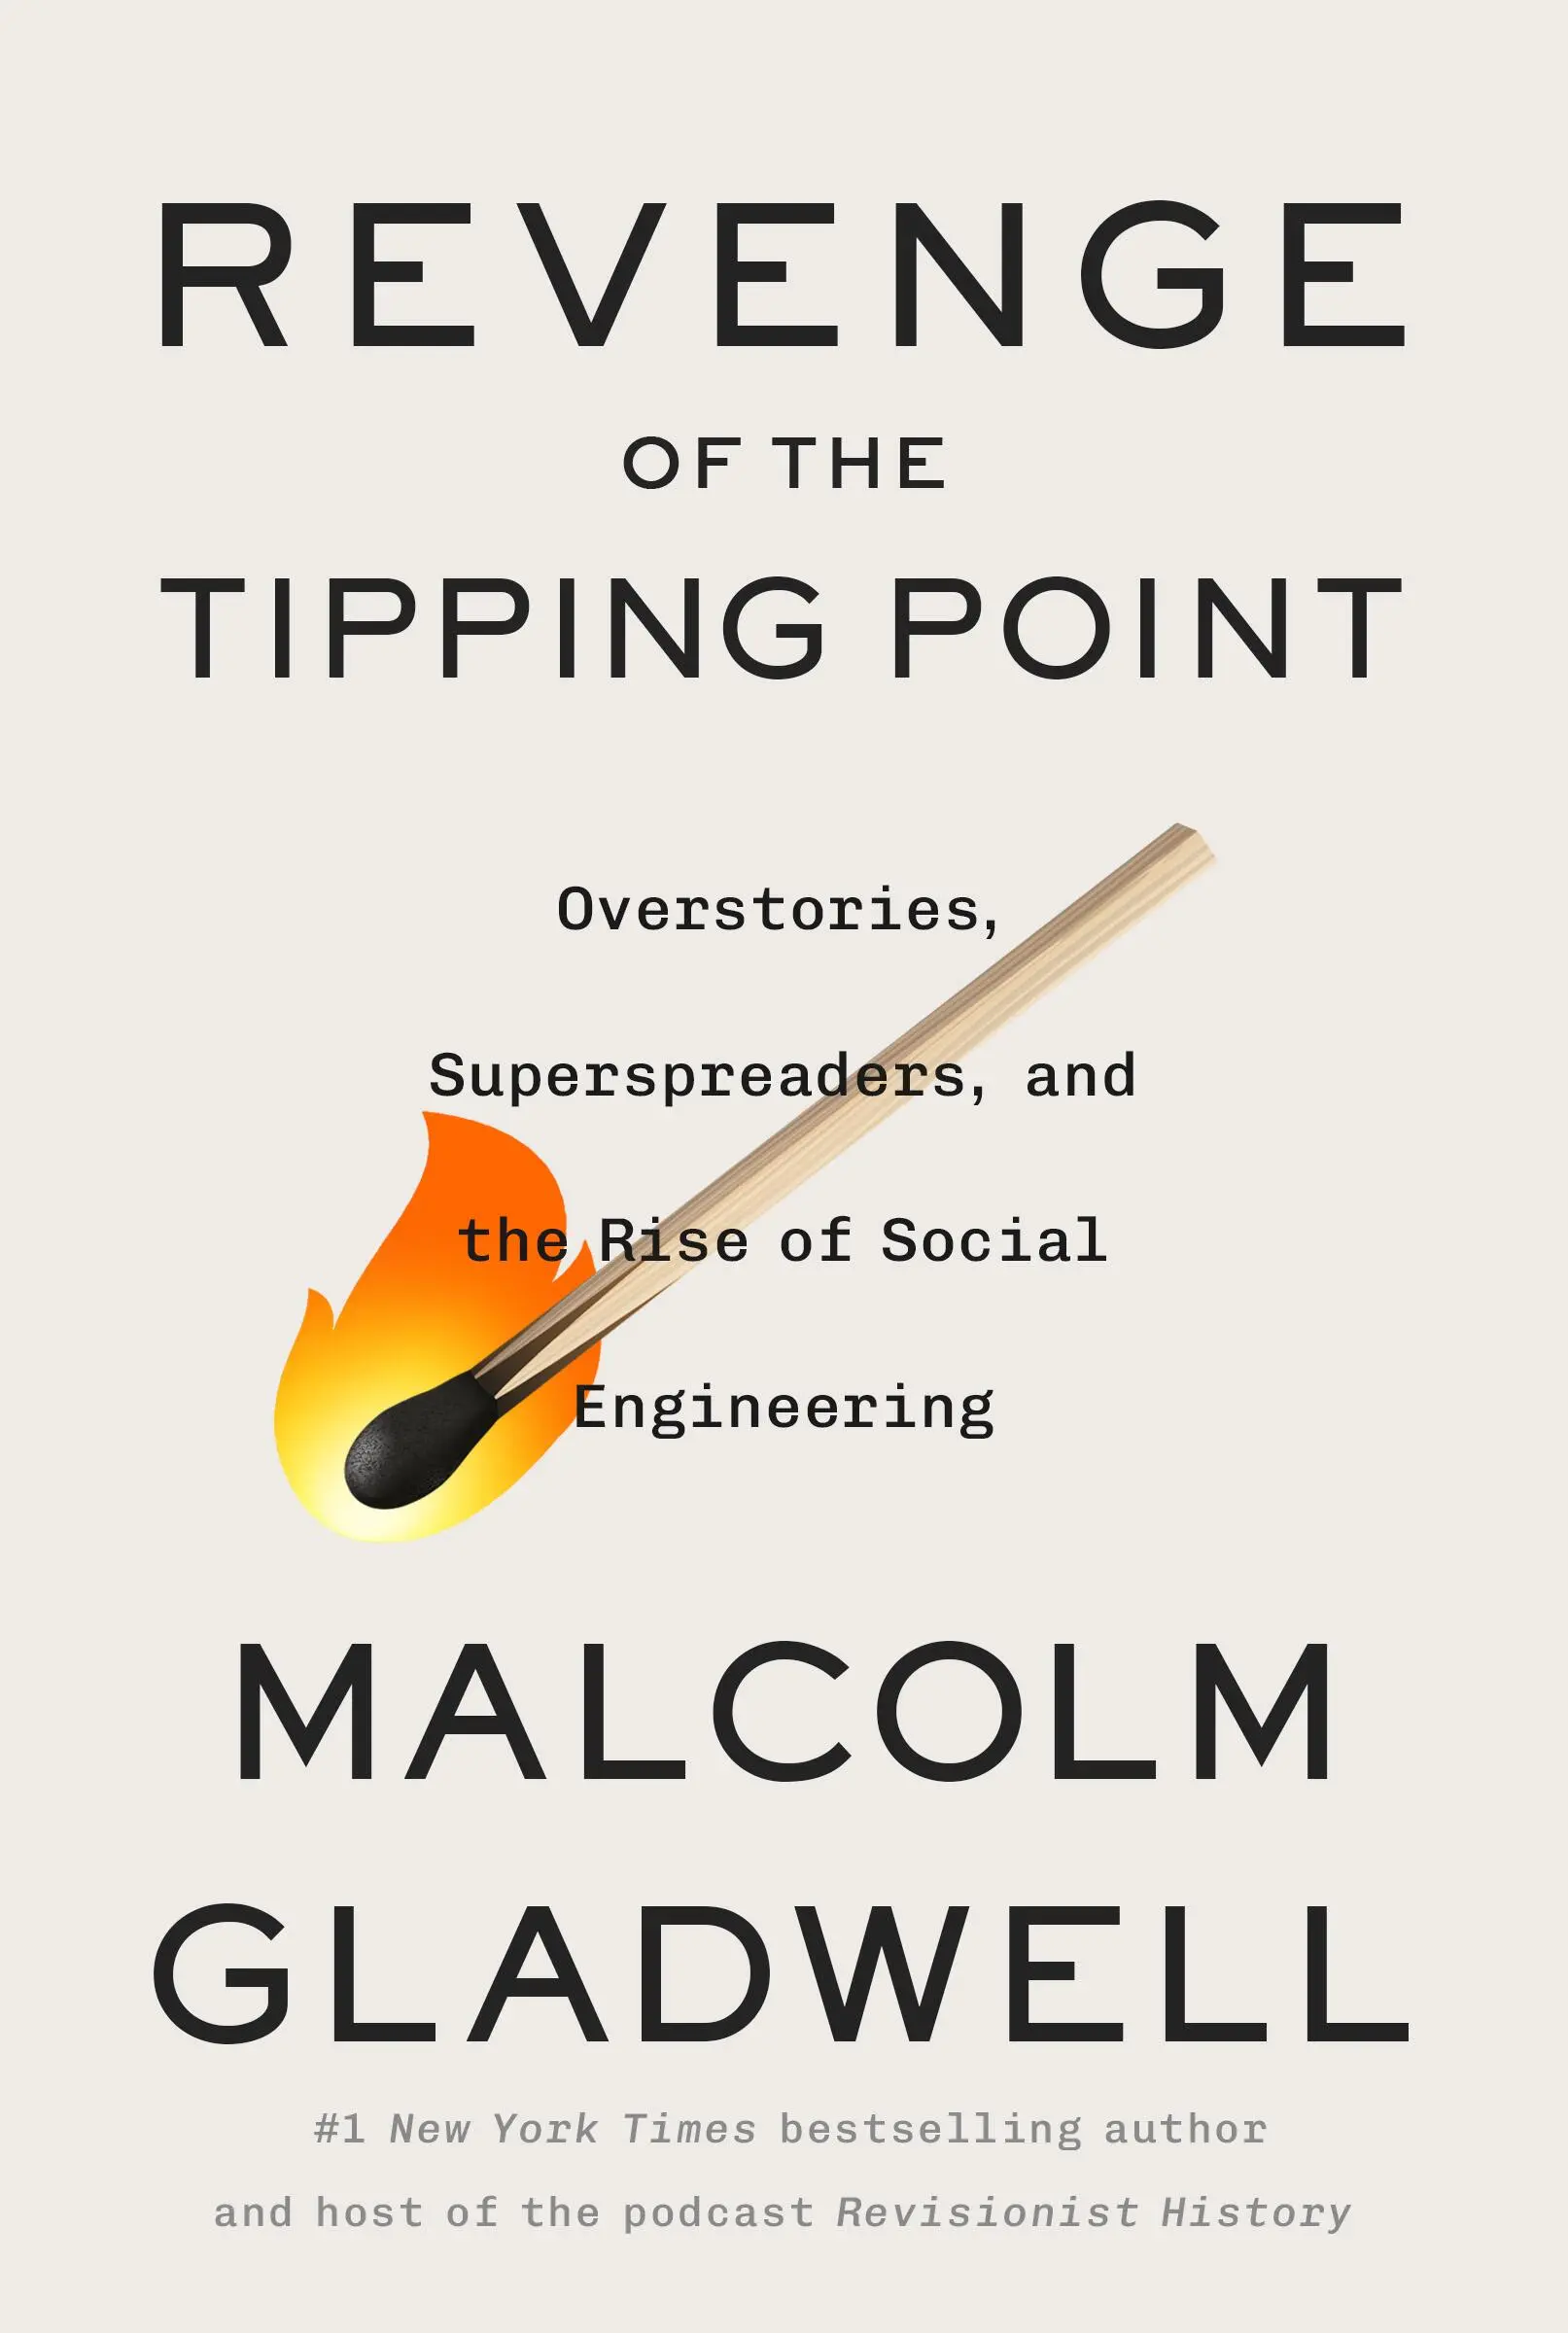 REVENGE
OF THE
TIPPING POINT
Overstories,
Superspreaders, and
the Rise of Social
Engineering
MALCOLM
GLADWELL
#1 New York Times bestselling author
and host of the podcast Revisionist History